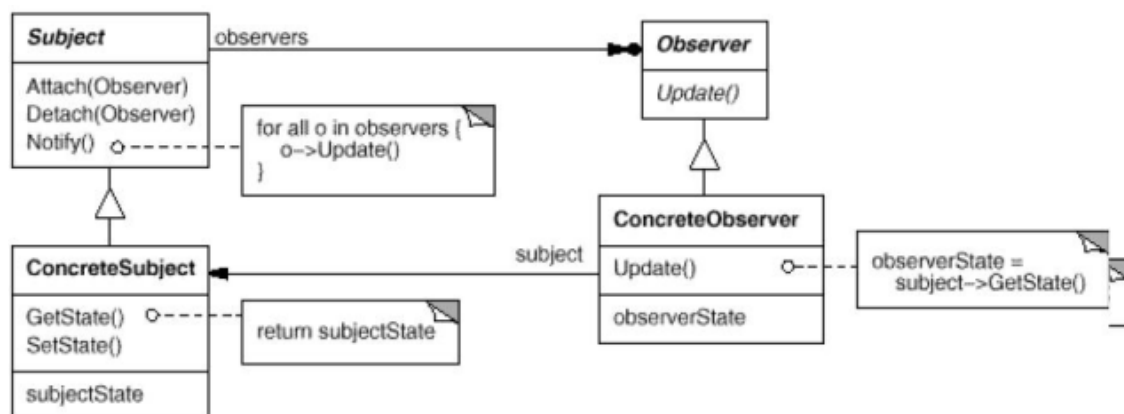 Subject
Attach(Observer)
Detach(Observer)
Notify()
observers
for all o in observers {
o->Update()
}
Observer
Update()
ConcreteSubject
GetState()
SetState()
subjectState
return subjectState
subject
ConcreteObserver
Update()
observerState
observerState =
subject->GetState()